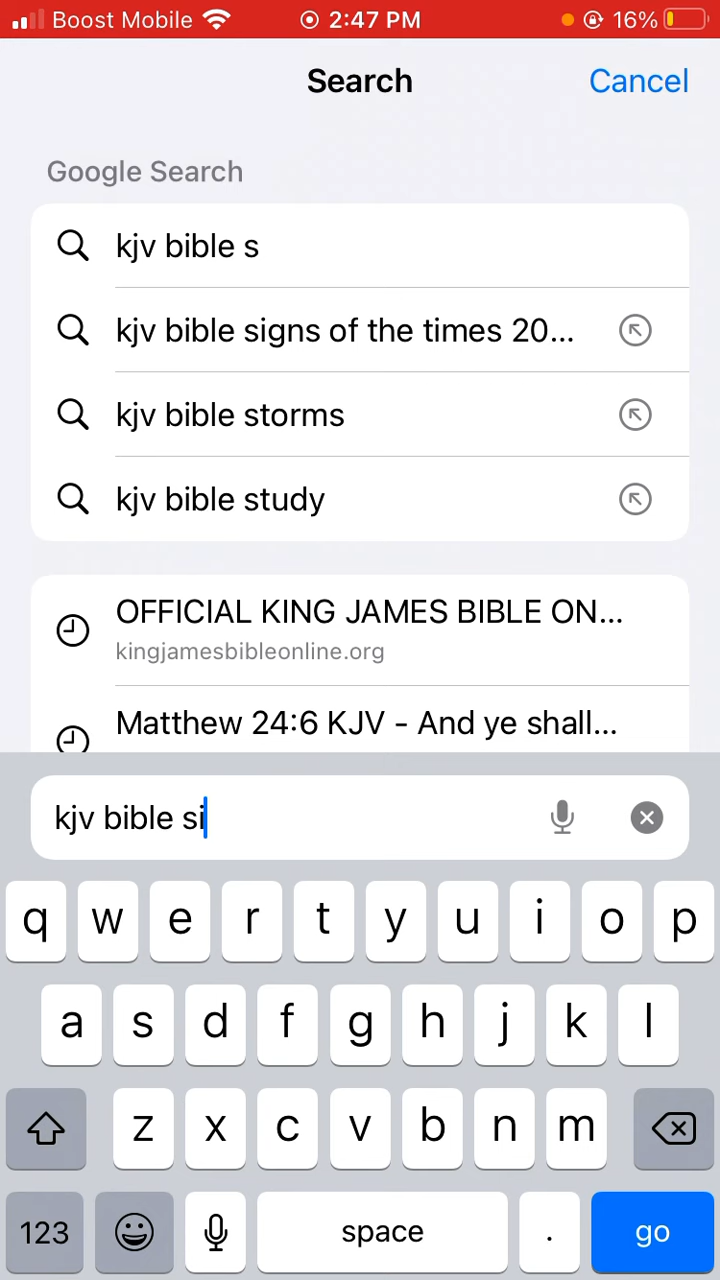 Boost Mobile 2:47 PM 16%
Search Cancel
Google Search
kjv bible s
kjv bible signs of the times 20...
kjv bible storms
kjv bible study
OFFICIAL KING JAMES BIBLE ON...
kingjamesbibleonline.org
Matthew 24:6 KJV - And ye shall...
kjv bible si
q w e r t y u i o p
a s d f g h j k l
z x c v b n m
123 space . go